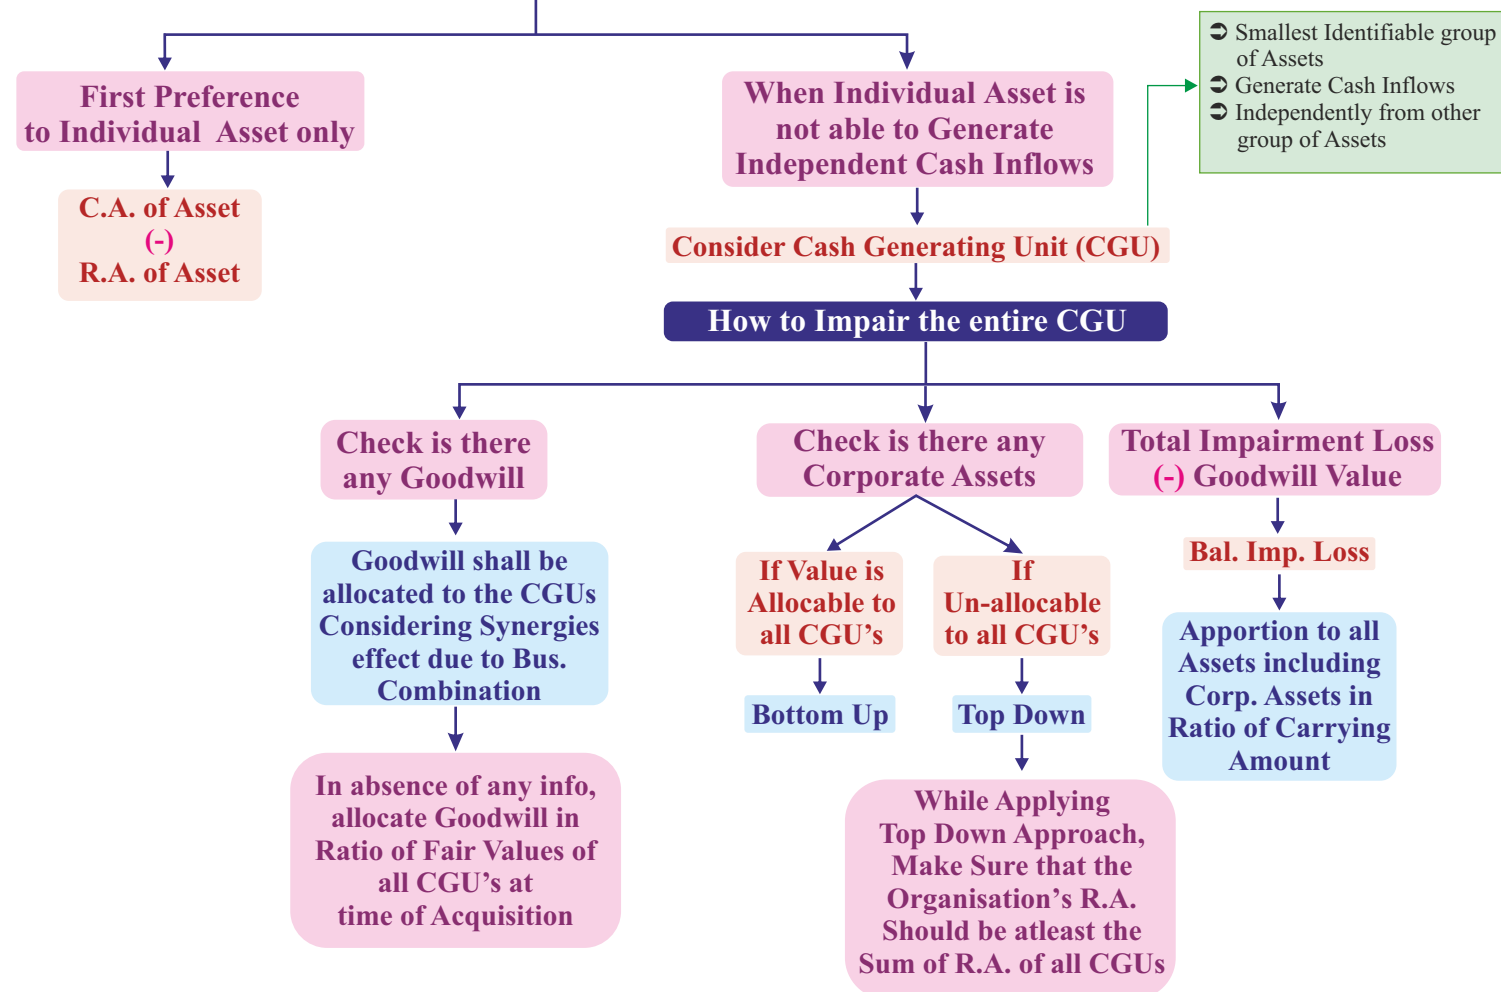 First Preference
to Individual Asset only
C.A. of Asset
(-)
R.A. of Asset
When Individual Asset is
not able to Generate
Independent Cash Inflows
➲ Smallest Identifiable group
of Assets
➲ Generate Cash Inflows
➲ Independently from other
group of Assets
Consider Cash Generating Unit (CGU)
How to Impair the entire CGU
Check is there
any Goodwill
Goodwill shall be
allocated to the CGUs
Considering Synergies
effect due to Bus.
Combination
In absence of any info,
allocate Goodwill in
Ratio of Fair Values of
all CGU’s at
time of Acquisition
Check is there any
Corporate Assets
If Value is
Allocable to
all CGU’s
Bottom Up
If
Un-allocable
to all CGU’s
Top Down
While Applying
Top Down Approach,
Make Sure that the
Organisation’s R.A.
Should be atleast the
Sum of R.A. of all CGUs
Total Impairment Loss
(-) Goodwill Value
Bal. Imp. Loss
Apportion to all
Assets including
Corp. Assets in
Ratio of Carrying
Amount